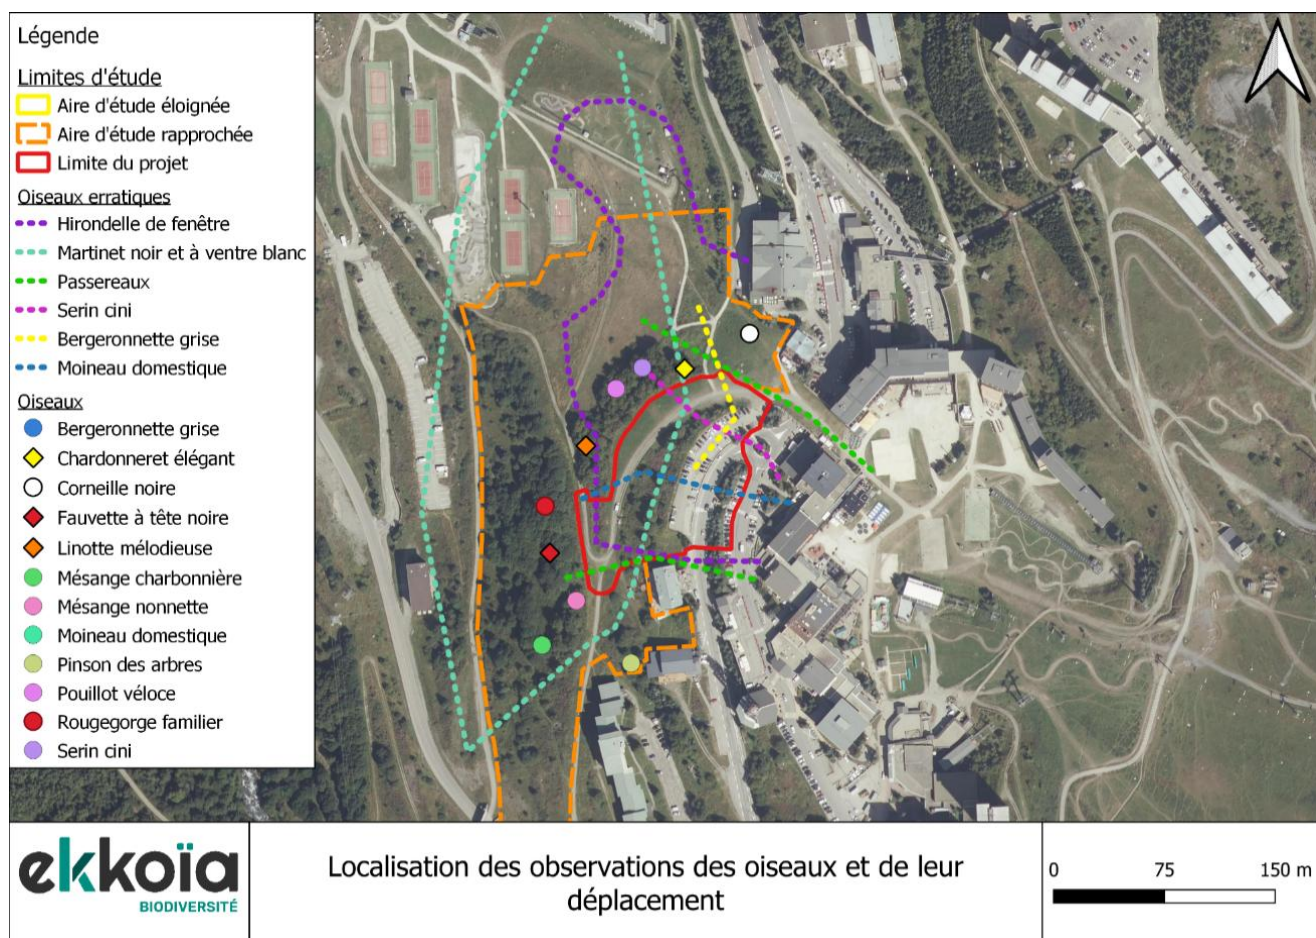 Légende
Limites d'étude
Aire d'étude éloignée
Aire d'étude rapprochée
Limite du projet
Oiseaux erratiques
Hirondelle de fenêtre
Martinet noir et à ventre blanc
Passereaux
Serin cini
Bergeronnette grise
Moineau domestique
Oiseaux
Bergeronnette grise
Chardonneret élégant
Corneille noire
Fauvette à tête noire
Linotte mélodieuse
Mésange charbonnière
Mésange nonnette
Moineau domestique
Pinson des arbres
Pouillot véloce
Rougegorge familier
Serin cini
ekkoïa
BIODIVERSITÉ
Localisation des observations des oiseaux et de leur
déplacement
0 75 150 m